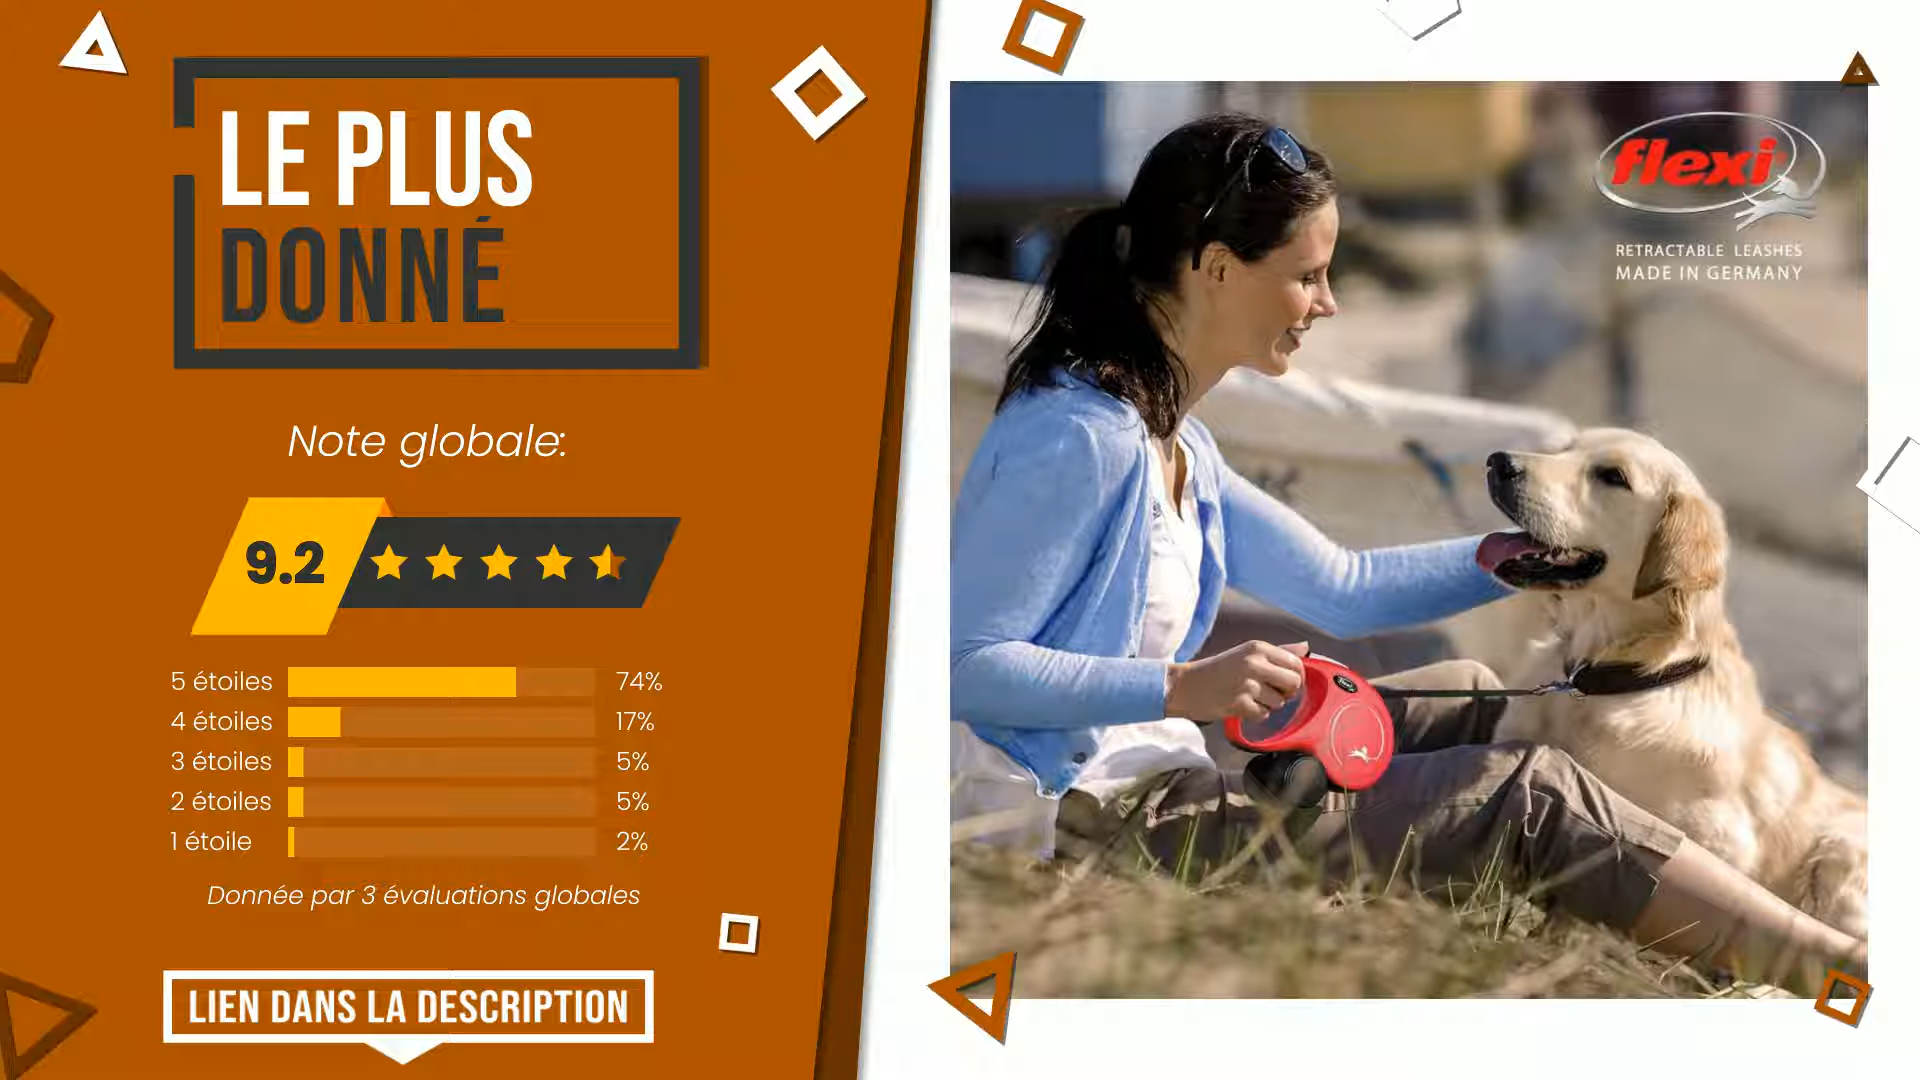 LE PLUS
DONNÉ
Note globale:
9.2
5 étoiles 74%
4 étoiles 17%
3 étoiles 5%
2 étoiles 5%
1 étoile 2%
Donnée par 3 évaluations globales
LIEN DANS LA DESCRIPTION
flexi
RETRACTABLE LEASHES
MADE IN GERMANY